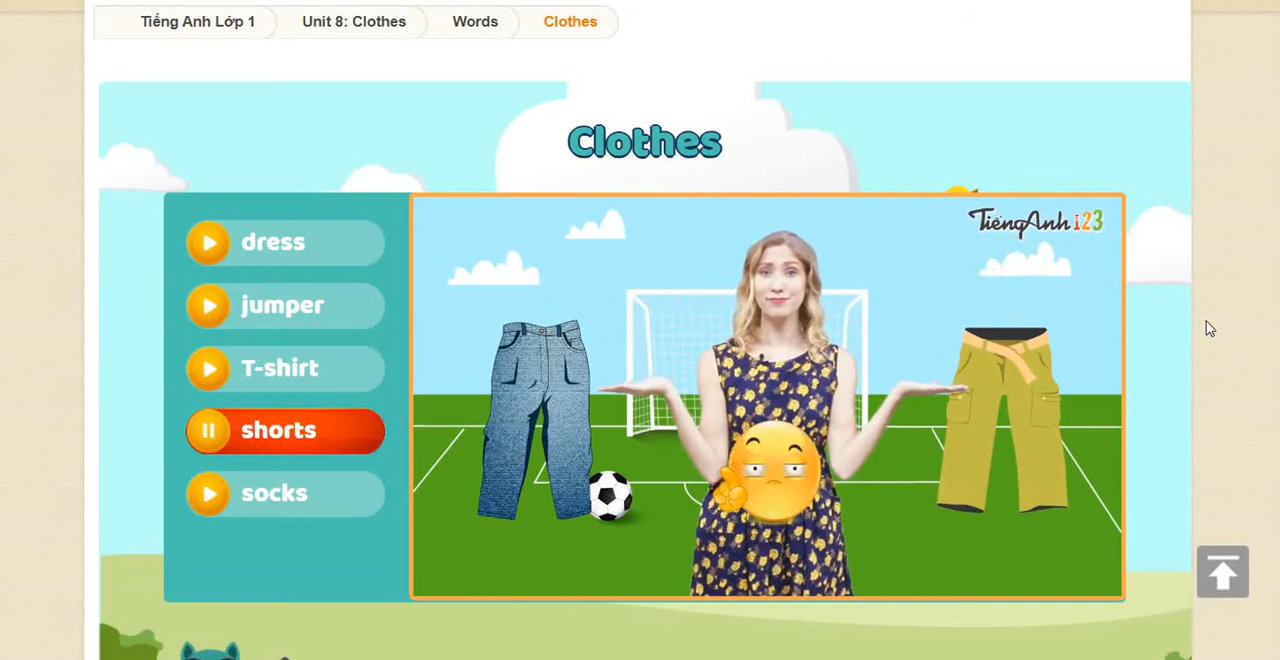 Tiếng Anh Lớp 1
Unit 8: Clothes
Words
Clothes
Clothes
TiếngAnh123
dress
jumper
T-shirt
shorts
socks